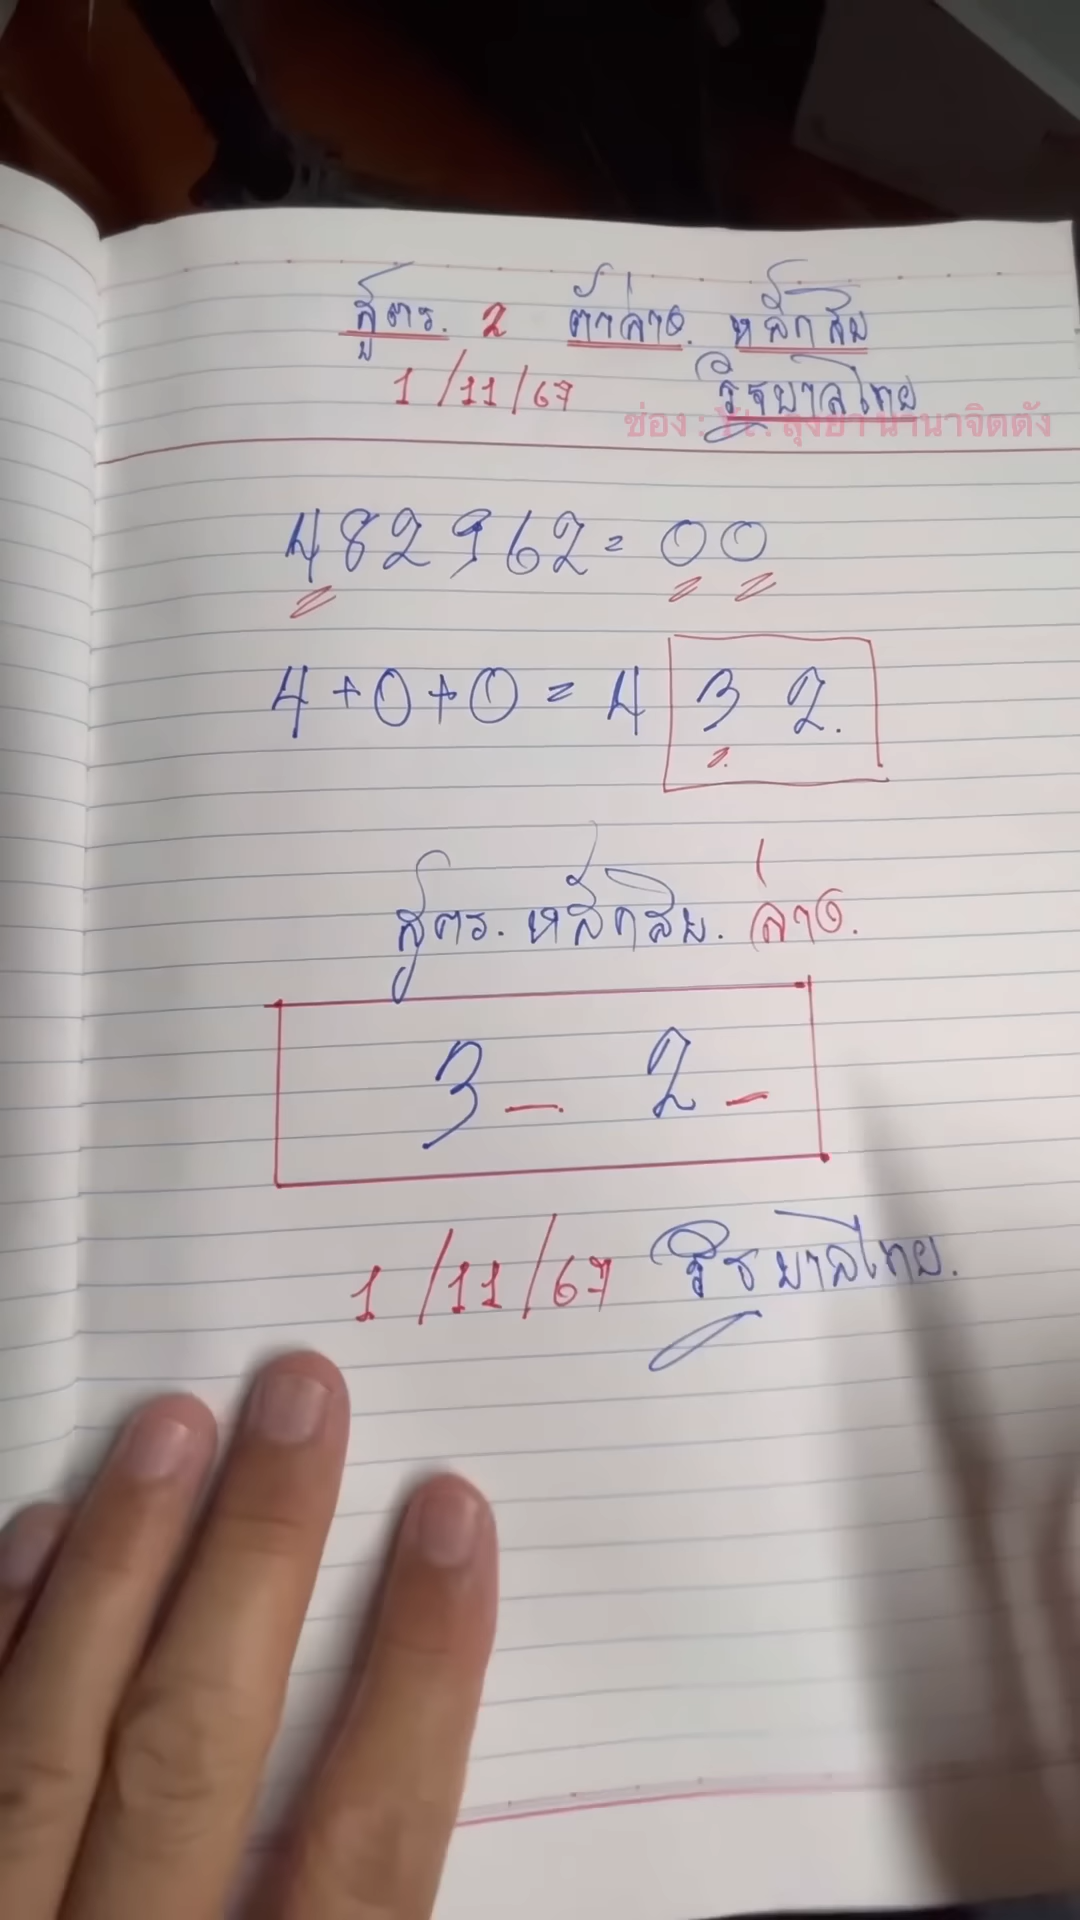 สูตร. 2 ตัวล่าง. หลักสิบ
1/11/67 รัฐบาลไทย
ช่อง :
482962 = 00
4+0+0 = 4 3 2.
สูตร. หลักสิบ. ล่าง.
3 - 2 -
1/11/67 รัฐบาลไทย.